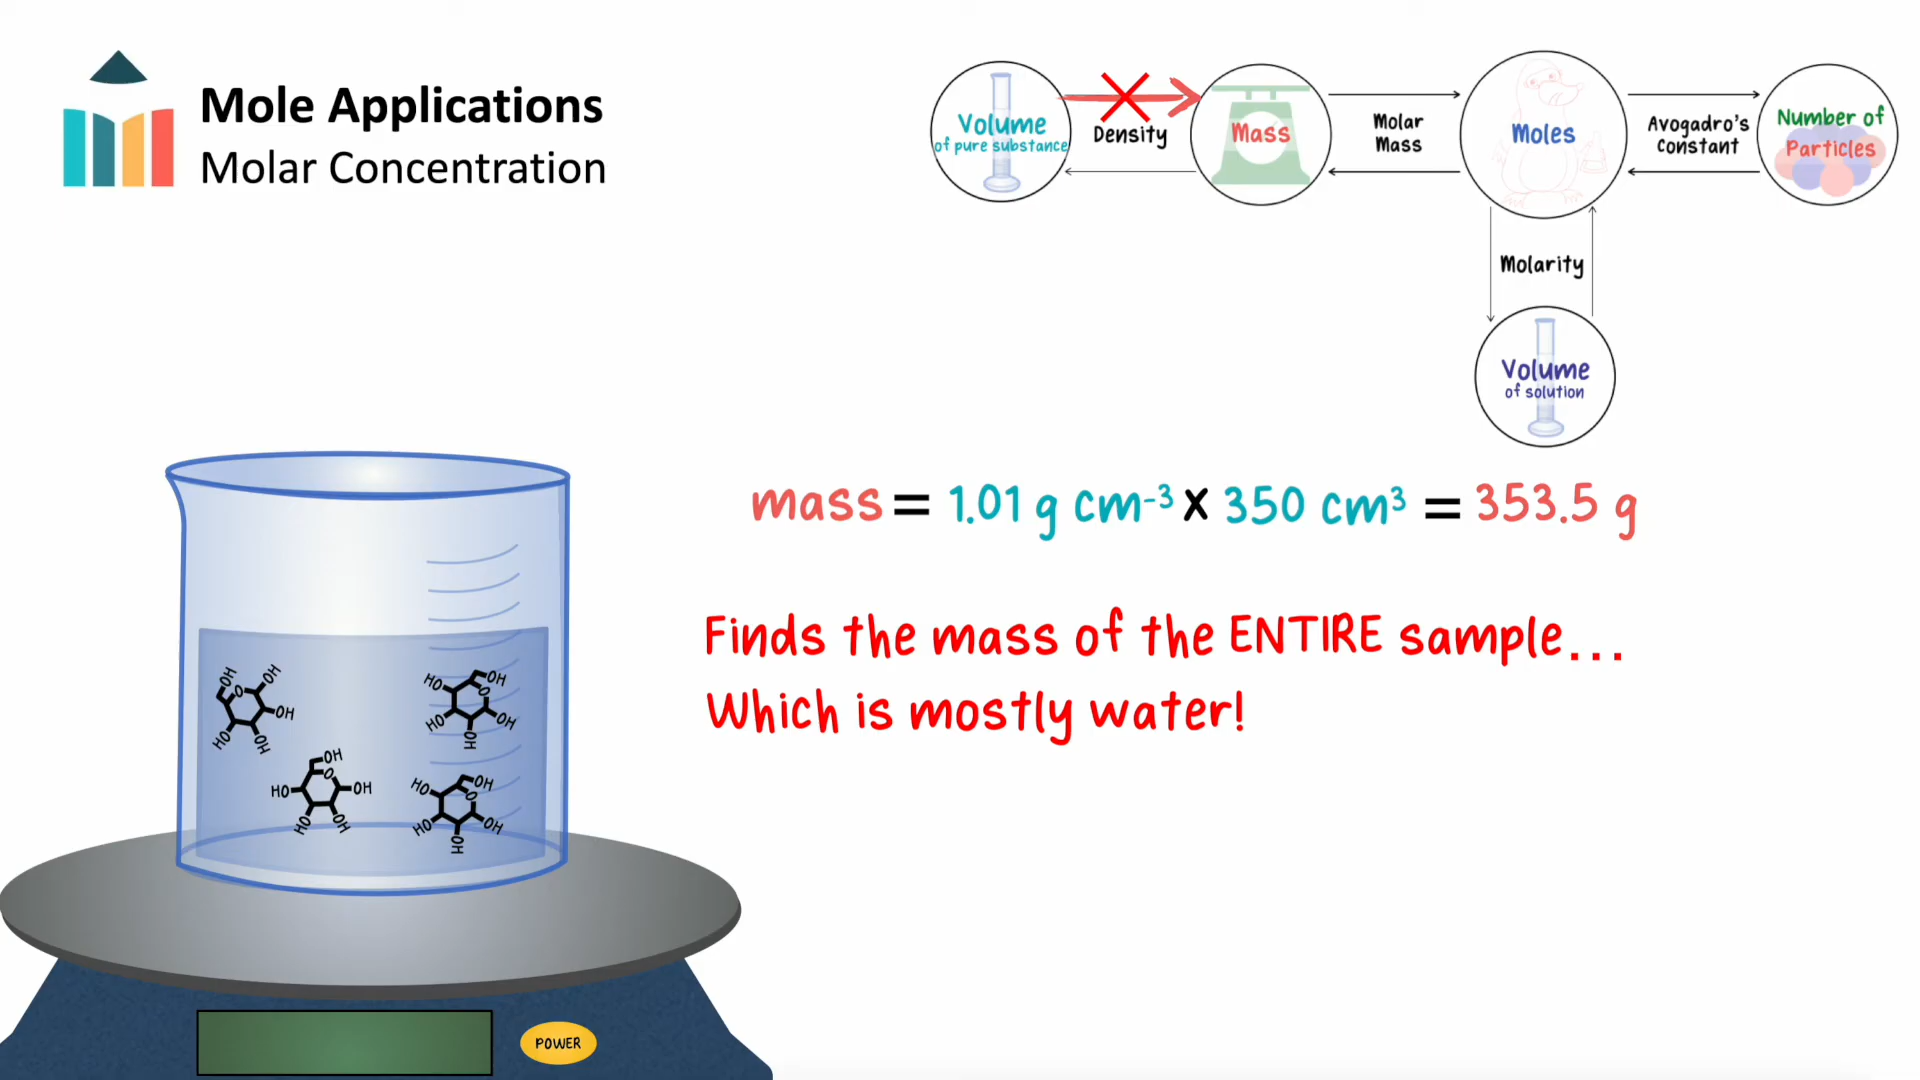 Mole Applications
Molar Concentration
Volume
of pure substance
Density
Mass
Molar
Mass
Moles
Avogadro's
Constant
Number of
Particles
Molarity
Volume
of solution
mass = 1.01 g cm⁻³ x 350 cm³ = 353.5 g
Finds the mass of the ENTIRE sample...
Which is mostly water!
OH
O
OH
OH
OH
HO
HO
OH
O
OH
OH
HO
OH
O
HO
OH
HO
OH
HO
OH
O
HO
OH
OH
POWER